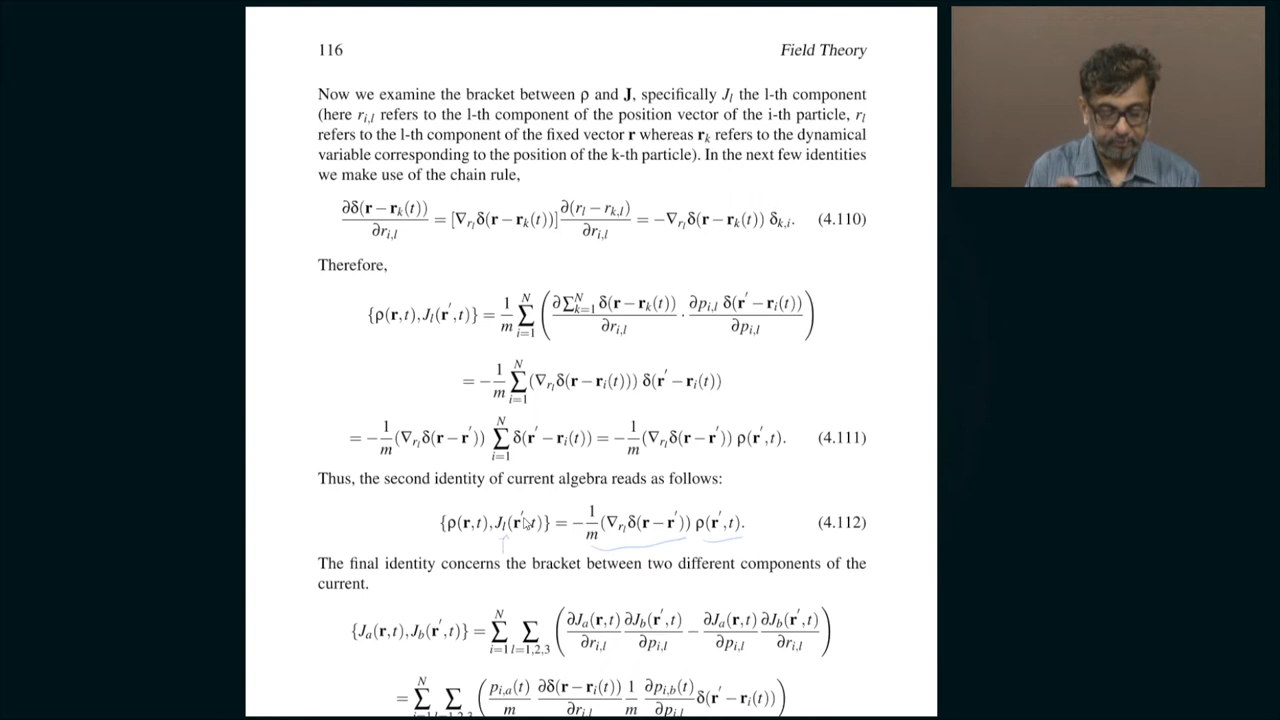 116 Field Theory
Now we examine the bracket between ρ and J, specifically J_l the l-th component
(here r_{i,l} refers to the l-th component of the position vector of the i-th particle, r_l
refers to the l-th component of the fixed vector r whereas r_k refers to the dynamical
variable corresponding to the position of the k-th particle). In the next few identities
we make use of the chain rule,
∂δ(r − r_k(t))/∂r_{i,l} = [∇_{r_l}δ(r − r_k(t))] ∂(r_l − r_{k,l})/∂r_{i,l} = −∇_{r_l}δ(r − r_k(t)) δ_{k,i}. (4.110)
Therefore,
{ρ(r,t), J_l(r′,t)} = 1/m ∑_{i=1}^{N} (∂∑_{k=1}^{N} δ(r − r_k(t))/∂r_{i,l} · ∂p_{i,l} δ(r′ − r_i(t))/∂p_{i,l})
= −1/m ∑_{i=1}^{N} (∇_{r_l}δ(r − r_i(t))) δ(r′ − r_i(t))
= −1/m (∇_{r_l}δ(r − r′)) ∑_{i=1}^{N} δ(r′ − r_i(t)) = −1/m (∇_{r_l}δ(r − r′)) ρ(r′,t). (4.111)
Thus, the second identity of current algebra reads as follows:
{ρ(r,t), J_l(r′,t)} = −1/m (∇_{r_l}δ(r − r′)) ρ(r′,t). (4.112)
The final identity concerns the bracket between two different components of the
current.
{J_a(r,t), J_b(r′,t)} = ∑_{i=1}^{N} ∑_{l=1,2,3} (∂J_a(r,t)/∂r_{i,l} ∂J_b(r′,t)/∂p_{i,l} − ∂J_a(r,t)/∂p_{i,l} ∂J_b(r′,t)/∂r_{i,l})
= ∑^{N} ∑ (p_{i,a}(t)/m ∂δ(r − r_i(t))/∂r_{i,l} 1/m ∂p_{i,b}(t)/∂p_{i,l} δ(r′ − r_i(t)))